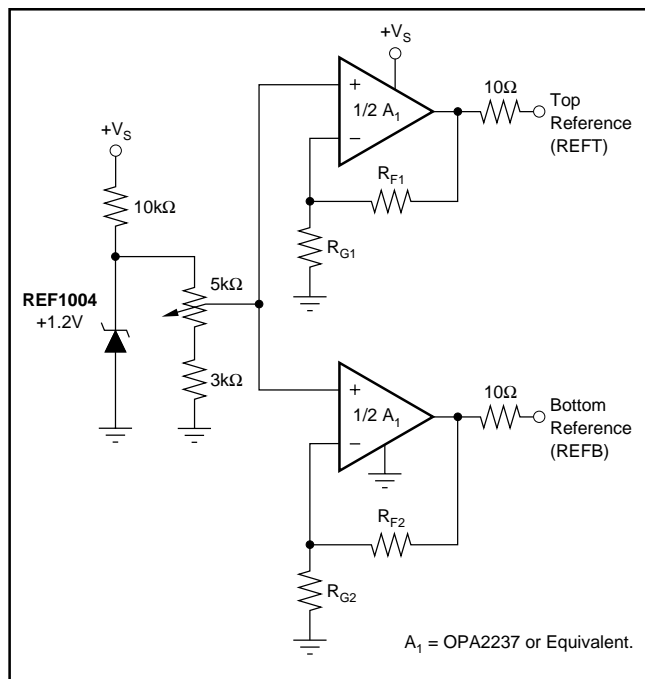 +V_S
10kΩ
REF1004
+1.2V
5kΩ
3kΩ
+V_S
+
1/2 A_1
–
R_F1
R_G1
10Ω
Top
Reference
(REFT)
+
1/2 A_1
–
R_F2
R_G2
10Ω
Bottom
Reference
(REFB)
A_1 = OPA2237 or Equivalent.